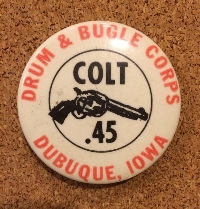 DRUM & BUGLE CORPS
COLT
.45
DUBUQUE, IOWA